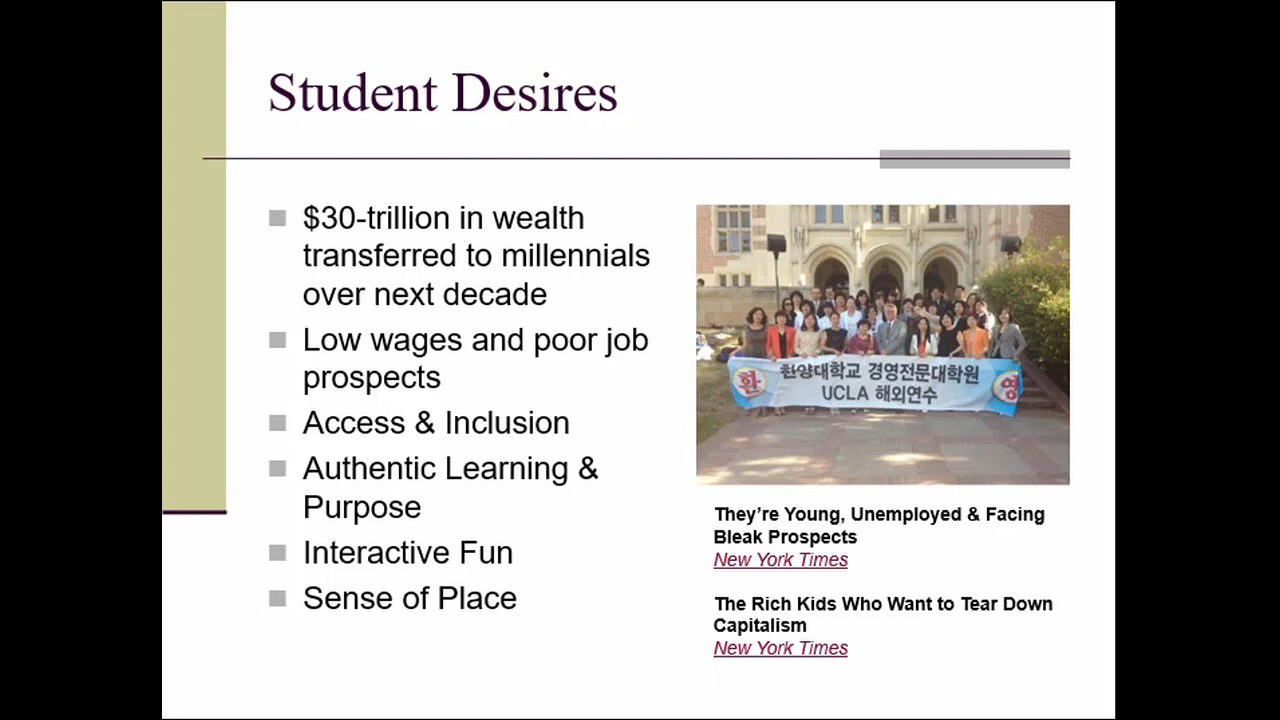 Student Desires
$30-trillion in wealth
transferred to millennials
over next decade
Low wages and poor job
prospects
Access & Inclusion
Authentic Learning &
Purpose
Interactive Fun
Sense of Place
환 한양대학교 경영전문대학원 영
UCLA 해외연수
They’re Young, Unemployed & Facing
Bleak Prospects
New York Times
The Rich Kids Who Want to Tear Down
Capitalism
New York Times